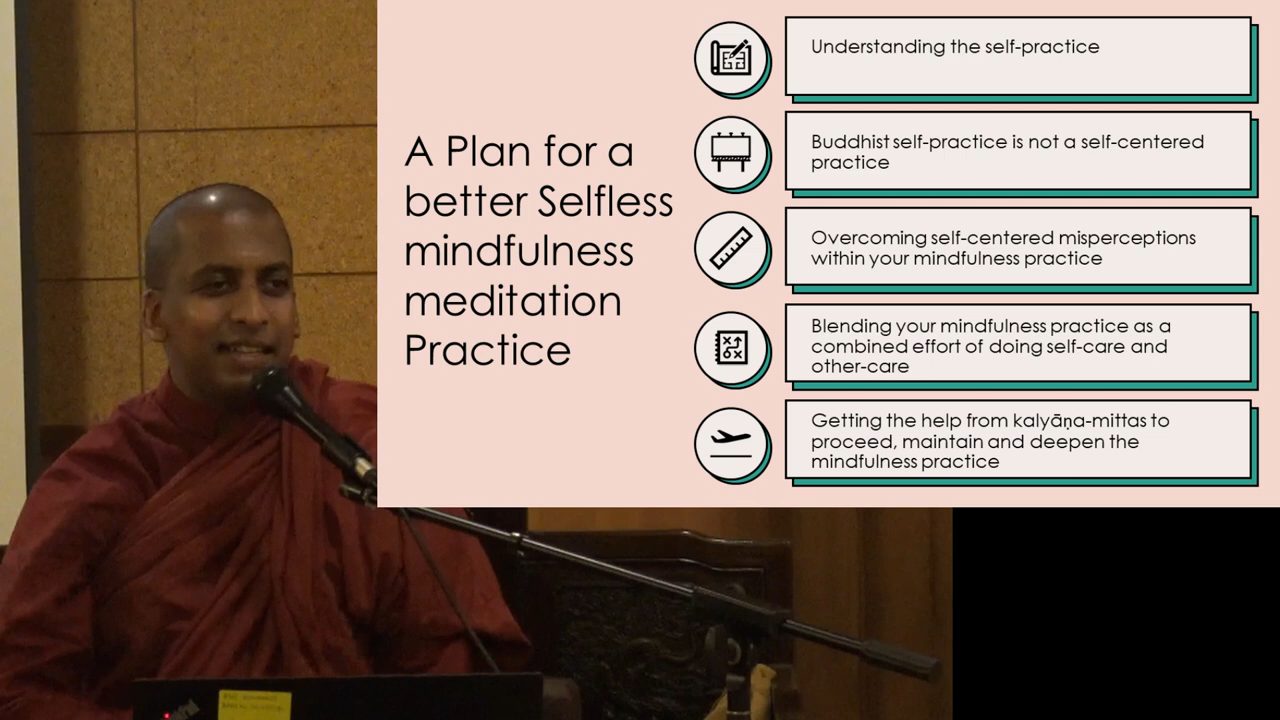 A Plan for a
better Selfless
mindfulness
meditation
Practice
Understanding the self-practice
Buddhist self-practice is not a self-centered
practice
Overcoming self-centered misperceptions
within your mindfulness practice
Blending your mindfulness practice as a
combined effort of doing self-care and
other-care
Getting the help from kalyāṇa-mittas to
proceed, maintain and deepen the
mindfulness practice